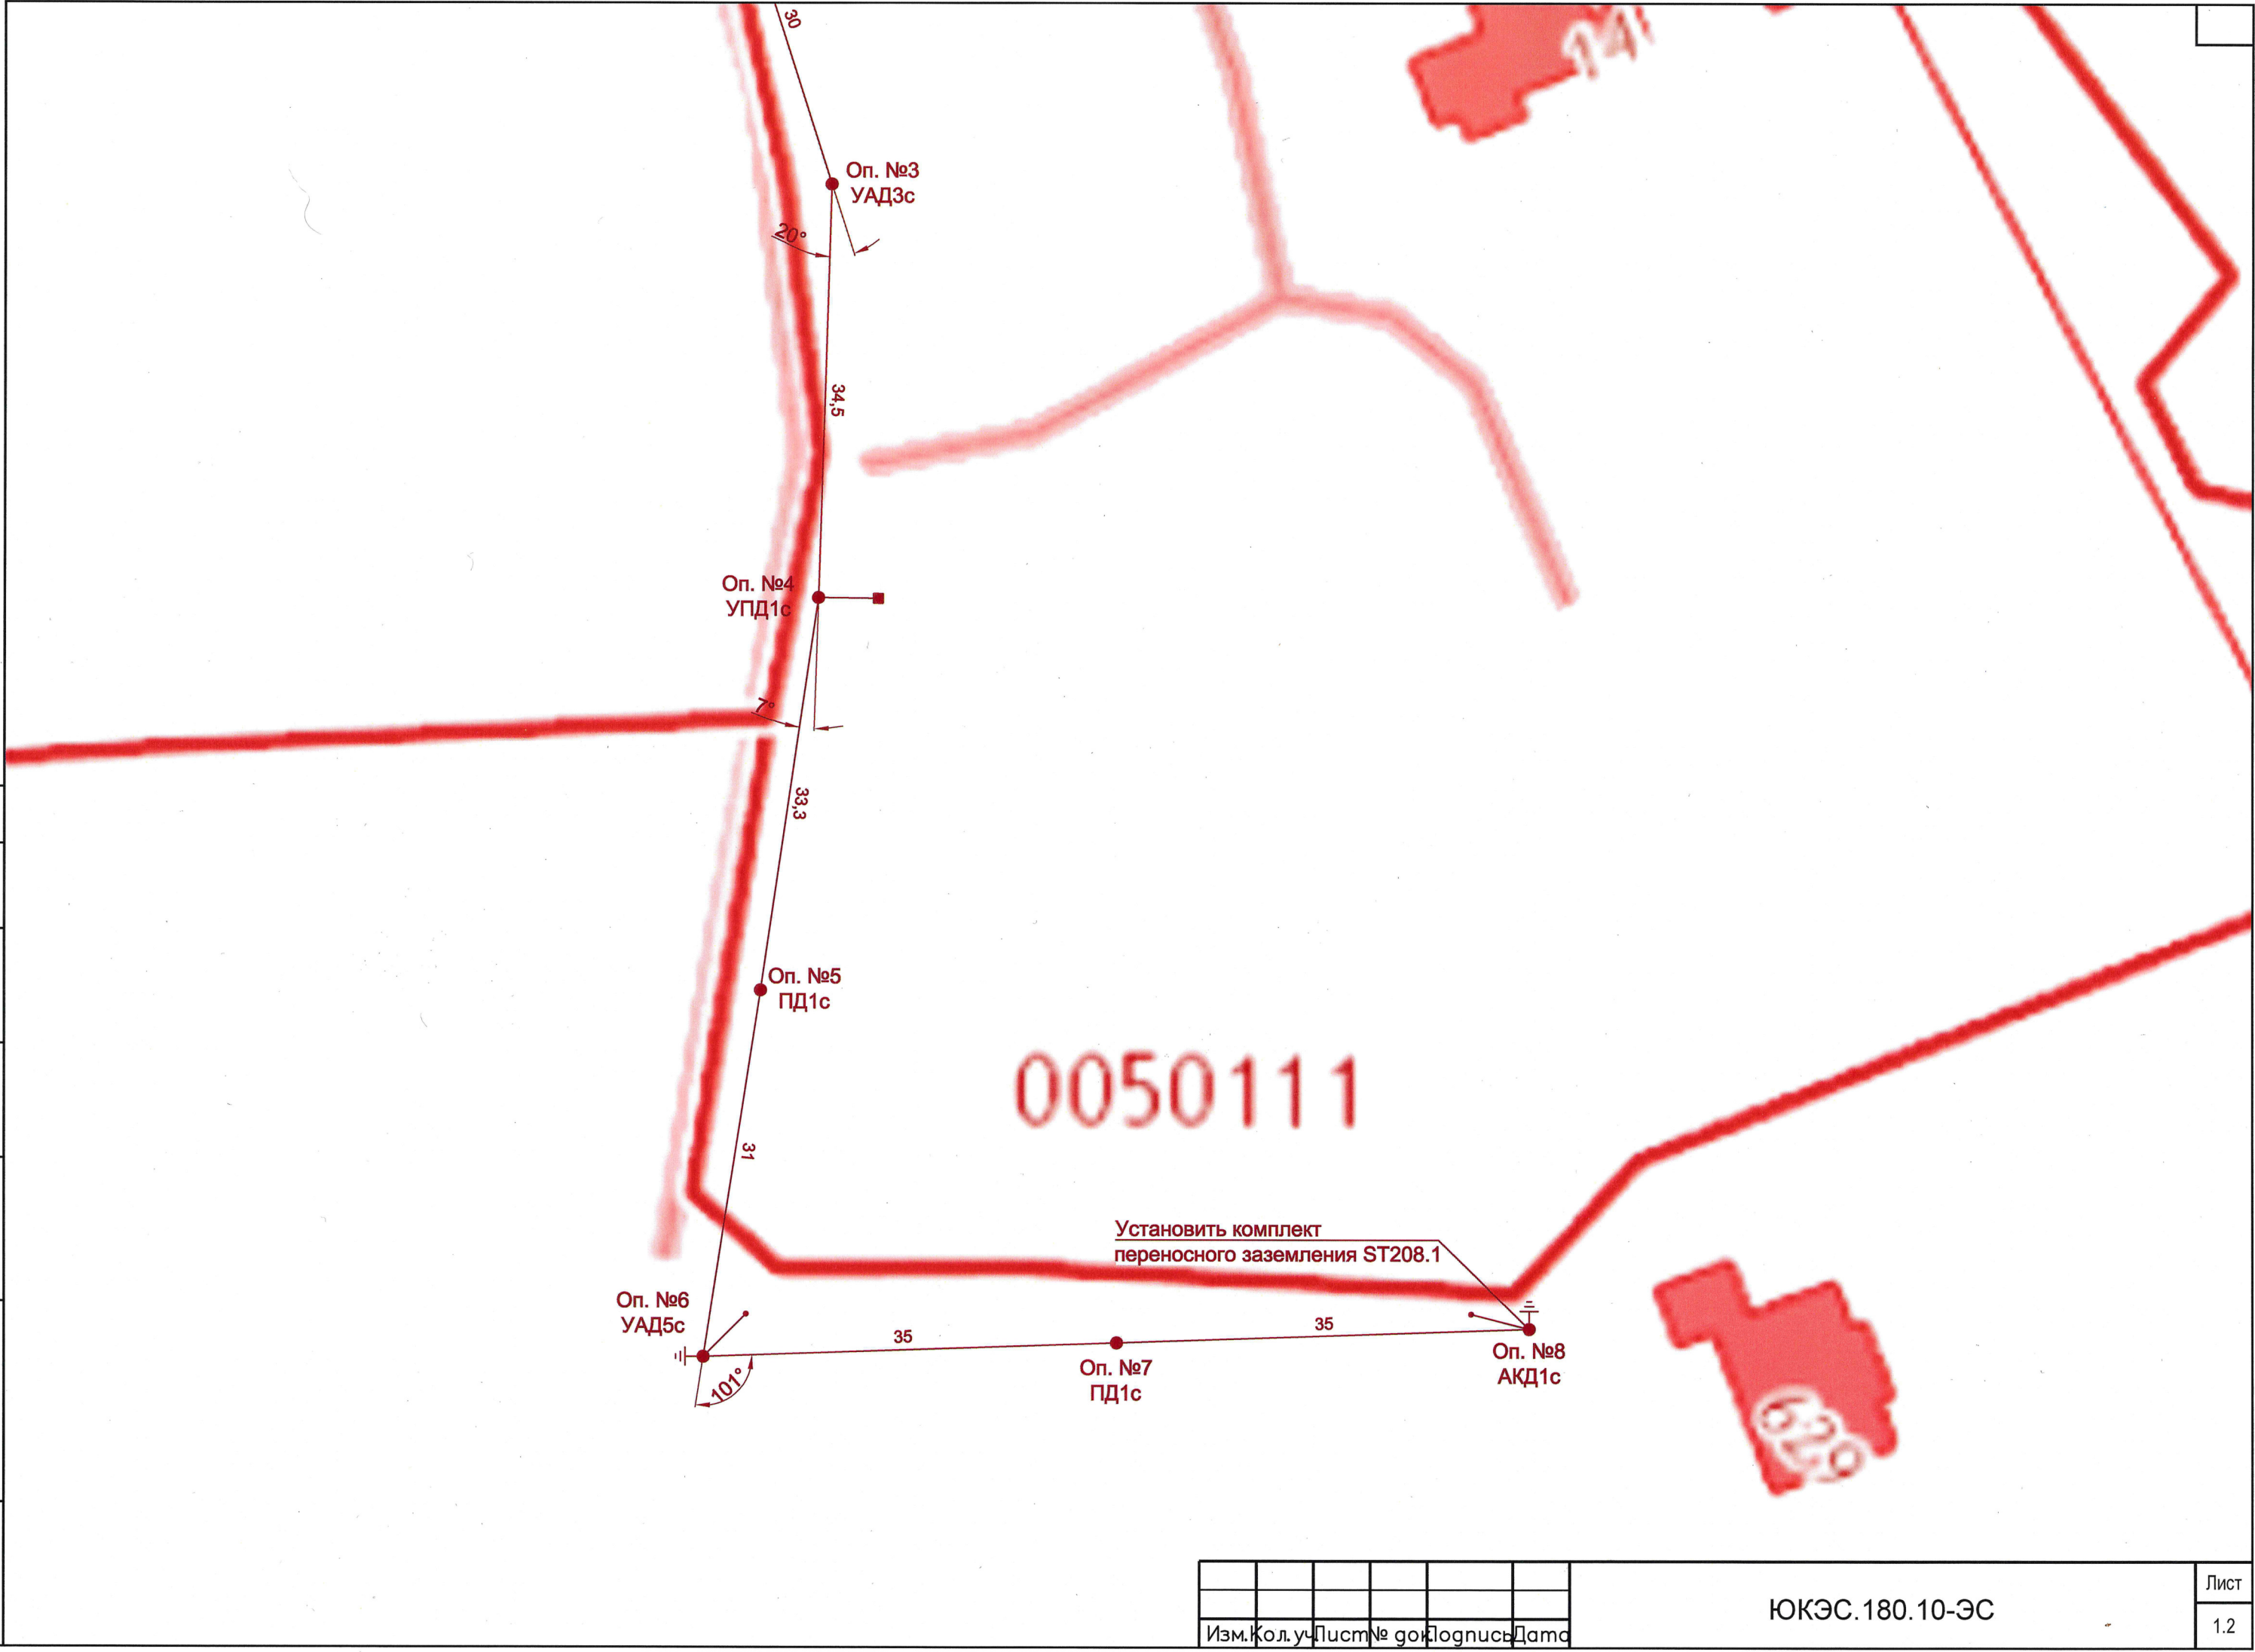 30
14
Оп. №3
УАД3с
20°
34,5
Оп. №4
УПД1с
7°
33,3
Оп. №5
ПД1с
0050111
31
Установить комплект
переносного заземления ST208.1
Оп. №6
УАД5с
35
35
Оп. №7
ПД1с
Оп. №8
АКД1с
101°
629
Изм. Кол.уч Лист № док Подпись Дата
ЮКЭС.180.10-ЭС
Лист
1.2